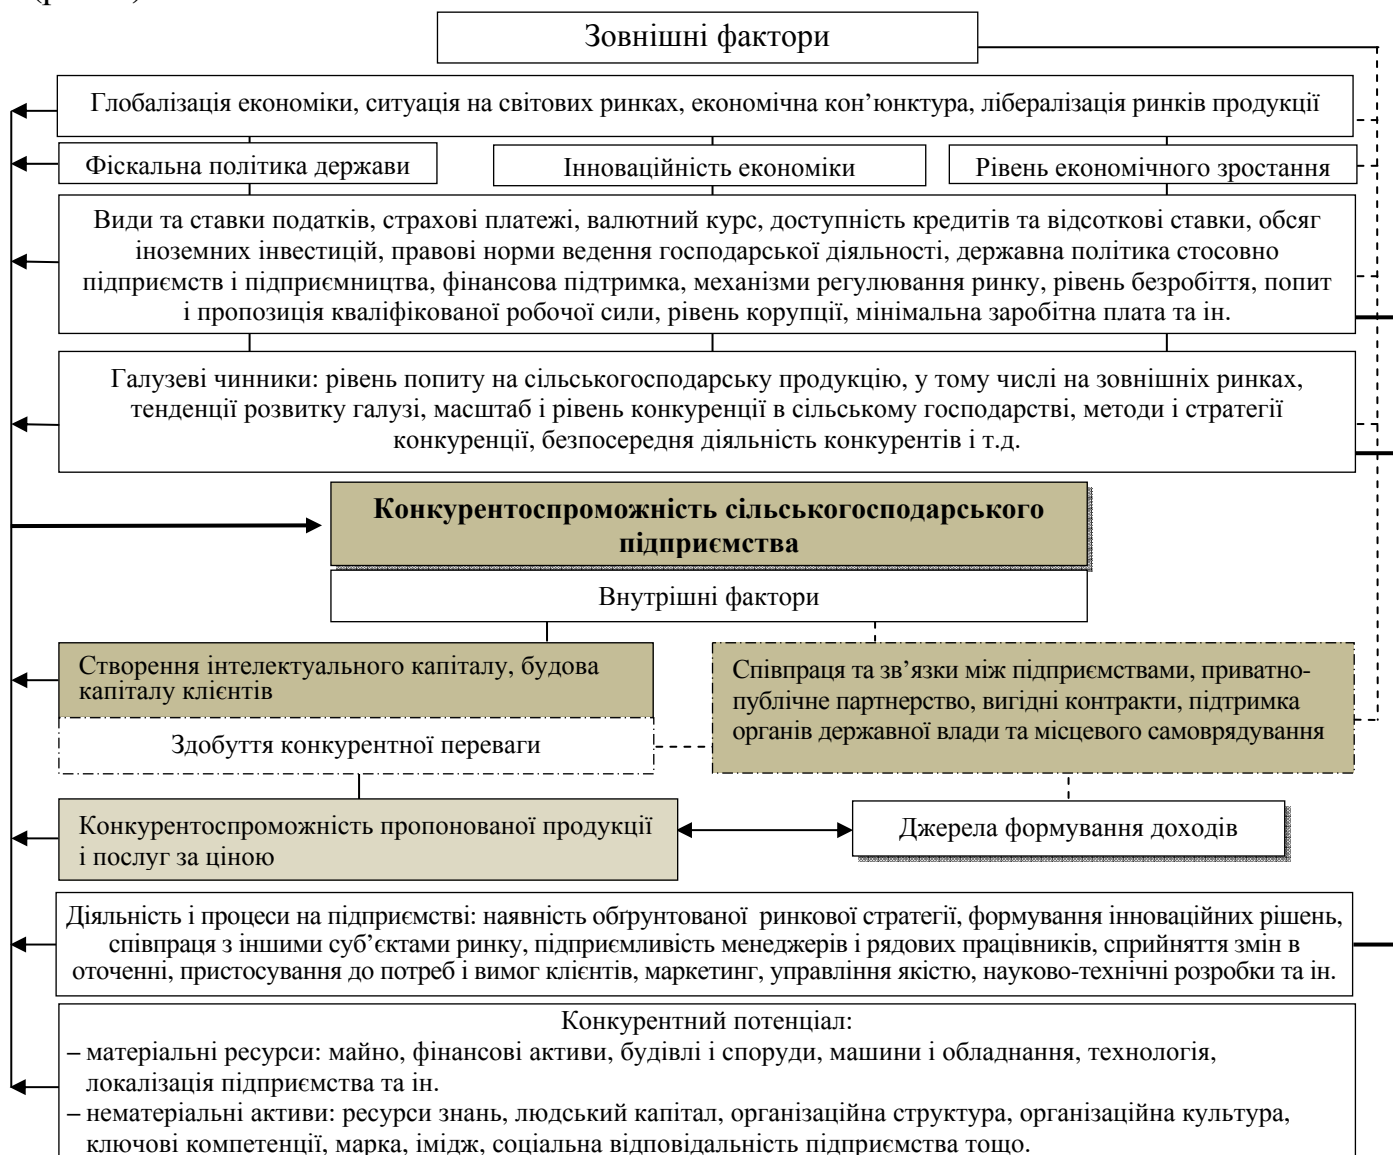 Зовнішні фактори
Глобалізація економіки, ситуація на світових ринках, економічна кон’юнктура, лібералізація ринків продукції
Фіскальна політика держави
Інноваційність економіки
Рівень економічного зростання
Види та ставки податків, страхові платежі, валютний курс, доступність кредитів та відсоткові ставки, обсяг
іноземних інвестицій, правові норми ведення господарської діяльності, державна політика стосовно
підприємств і підприємництва, фінансова підтримка, механізми регулювання ринку, рівень безробіття, попит
і пропозиція кваліфікованої робочої сили, рівень корупції, мінімальна заробітна плата та ін.
Галузеві чинники: рівень попиту на сільськогосподарську продукцію, у тому числі на зовнішніх ринках,
тенденції розвитку галузі, масштаб і рівень конкуренції в сільському господарстві, методи і стратегії
конкуренції, безпосередня діяльність конкурентів і т.д.
Конкурентоспроможність сільськогосподарського
підприємства
Внутрішні фактори
Створення інтелектуального капіталу, будова
капіталу клієнтів
Здобуття конкурентної переваги
Співпраця та зв’язки між підприємствами, приватно-
публічне партнерство, вигідні контракти, підтримка
органів державної влади та місцевого самоврядування
Конкурентоспроможність пропонованої продукції
і послуг за ціною
Джерела формування доходів
Діяльність і процеси на підприємстві: наявність обґрунтованої ринкової стратегії, формування інноваційних рішень,
співпраця з іншими суб’єктами ринку, підприємливість менеджерів і рядових працівників, сприйняття змін в
оточенні, пристосування до потреб і вимог клієнтів, маркетинг, управління якістю, науково-технічні розробки та ін.
Конкурентний потенціал:
– матеріальні ресурси: майно, фінансові активи, будівлі і споруди, машини і обладнання, технологія,
локалізація підприємства та ін.
– нематеріальні активи: ресурси знань, людський капітал, організаційна структура, організаційна культура,
ключові компетенції, марка, імідж, соціальна відповідальність підприємства тощо.